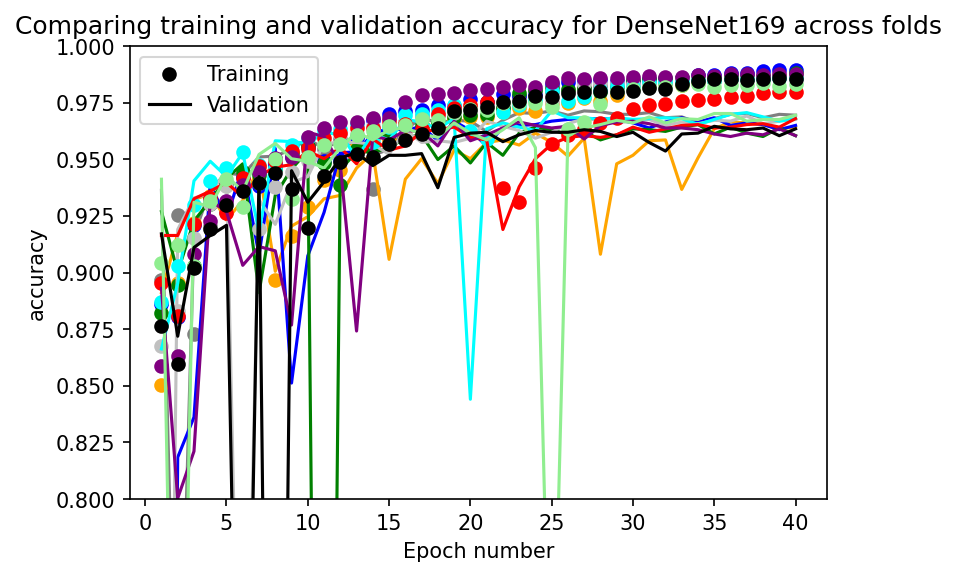 Comparing training and validation accuracy for DenseNet169 across folds
1.000
0.975
0.950
0.925
0.900
0.875
0.850
0.825
0.800
accuracy
Training
Validation
0 5 10 15 20 25 30 35 40
Epoch number